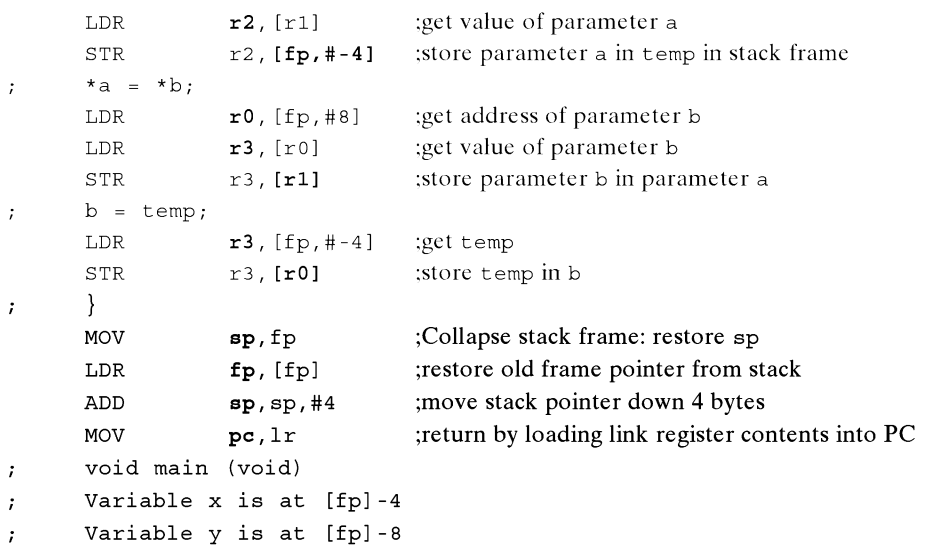 LDR r2,[r1] ;get value of parameter a
STR r2,[fp,#-4] ;store parameter a in temp in stack frame
; *a = *b;
LDR r0,[fp,#8] ;get address of parameter b
LDR r3,[r0] ;get value of parameter b
STR r3,[r1] ;store parameter b in parameter a
; b = temp;
LDR r3,[fp,#-4] ;get temp
STR r3,[r0] ;store temp in b
; }
MOV sp,fp ;Collapse stack frame: restore sp
LDR fp,[fp] ;restore old frame pointer from stack
ADD sp,sp,#4 ;move stack pointer down 4 bytes
MOV pc,lr ;return by loading link register contents into PC
; void main (void)
; Variable x is at [fp]-4
; Variable y is at [fp]-8